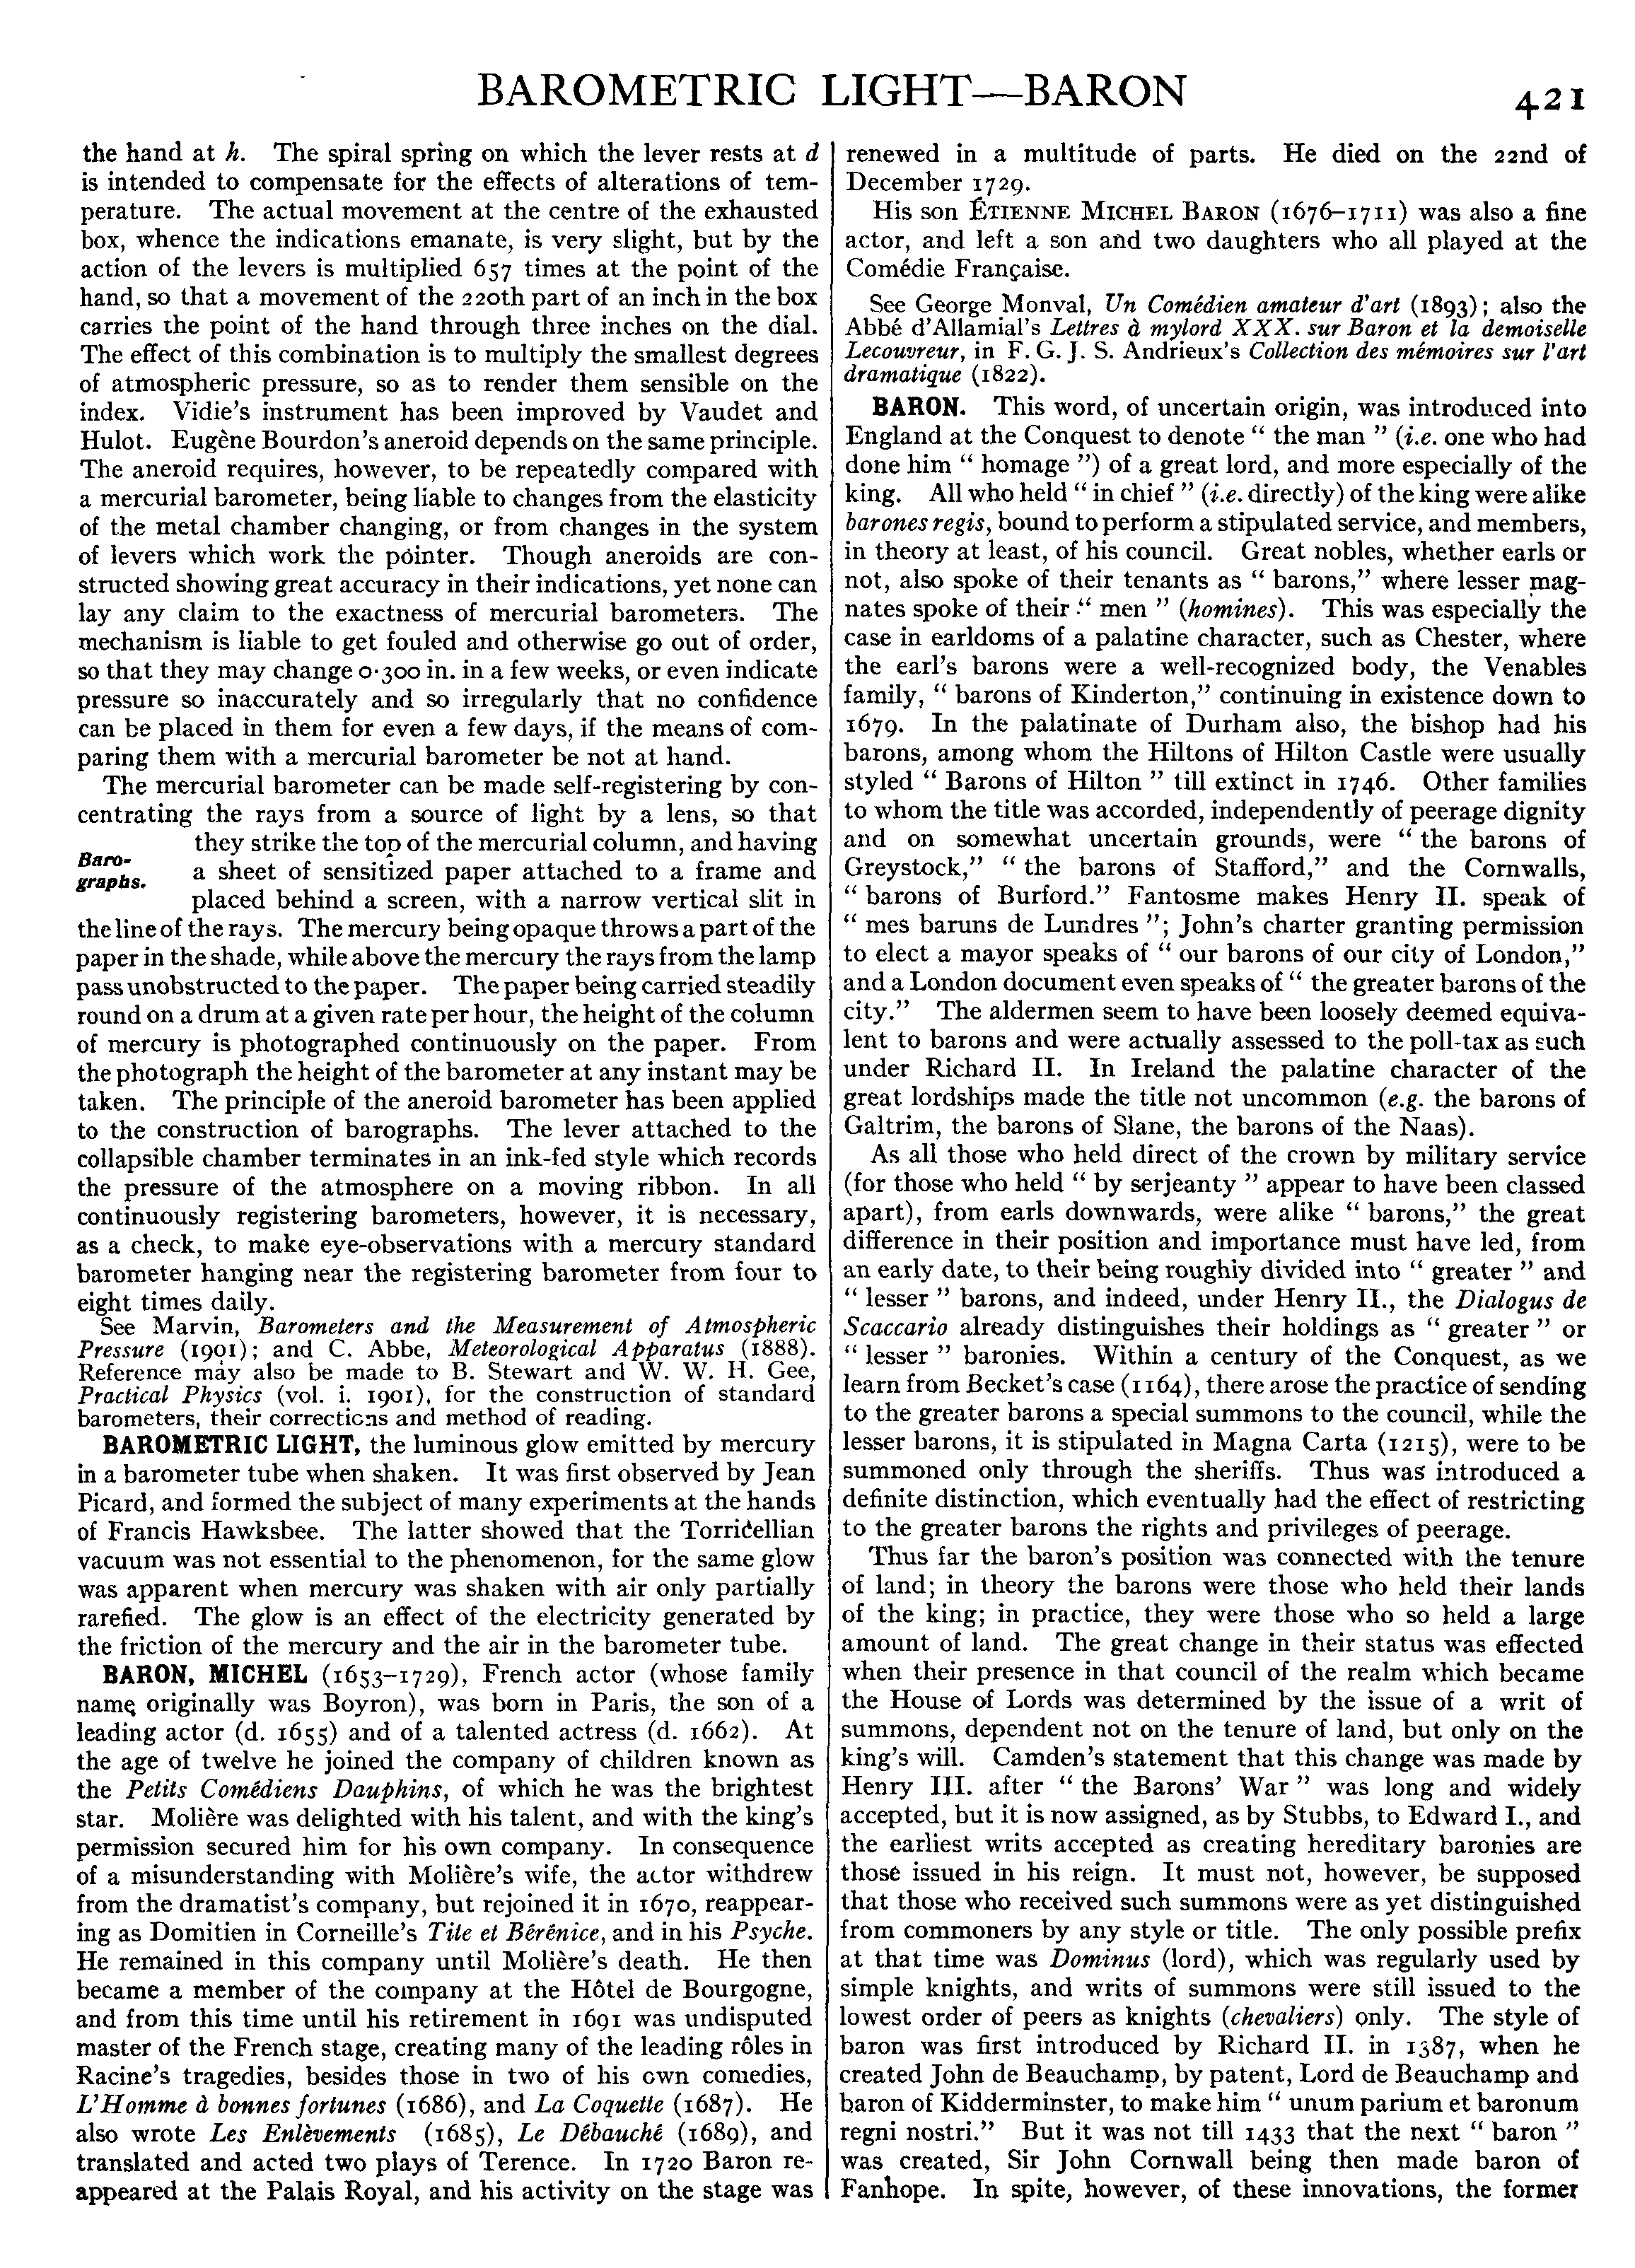 BAROMETRIC LIGHT—BARON
421
the hand at h. The spiral spring on which the lever rests at d
is intended to compensate for the effects of alterations of tem-
perature. The actual movement at the centre of the exhausted
box, whence the indications emanate, is very slight, but by the
action of the levers is multiplied 657 times at the point of the
hand, so that a movement of the 220th part of an inch in the box
carries the point of the hand through three inches on the dial.
The effect of this combination is to multiply the smallest degrees
of atmospheric pressure, so as to render them sensible on the
index. Vidie's instrument has been improved by Vaudet and
Hulot. Eugène Bourdon's aneroid depends on the same principle.
The aneroid requires, however, to be repeatedly compared with
a mercurial barometer, being liable to changes from the elasticity
of the metal chamber changing, or from changes in the system
of levers which work the pointer. Though aneroids are con-
structed showing great accuracy in their indications, yet none can
lay any claim to the exactness of mercurial barometers. The
mechanism is liable to get fouled and otherwise go out of order,
so that they may change 0·300 in. in a few weeks, or even indicate
pressure so inaccurately and so irregularly that no confidence
can be placed in them for even a few days, if the means of com-
paring them with a mercurial barometer be not at hand.
The mercurial barometer can be made self-registering by con-
centrating the rays from a source of light by a lens, so that
they strike the top of the mercurial column, and having
Baro-
graphs.
a sheet of sensitized paper attached to a frame and
placed behind a screen, with a narrow vertical slit in
the line of the rays. The mercury being opaque throws a part of the
paper in the shade, while above the mercury the rays from the lamp
pass unobstructed to the paper. The paper being carried steadily
round on a drum at a given rate per hour, the height of the column
of mercury is photographed continuously on the paper. From
the photograph the height of the barometer at any instant may be
taken. The principle of the aneroid barometer has been applied
to the construction of barographs. The lever attached to the
collapsible chamber terminates in an ink-fed style which records
the pressure of the atmosphere on a moving ribbon. In all
continuously registering barometers, however, it is necessary,
as a check, to make eye-observations with a mercury standard
barometer hanging near the registering barometer from four to
eight times daily.
See Marvin, Barometers and the Measurement of Atmospheric
Pressure (1901); and C. Abbe, Meteorological Apparatus (1888).
Reference may also be made to B. Stewart and W. W. H. Gee,
Practical Physics (vol. i. 1901), for the construction of standard
barometers, their corrections and method of reading.
BAROMETRIC LIGHT, the luminous glow emitted by mercury
in a barometer tube when shaken. It was first observed by Jean
Picard, and formed the subject of many experiments at the hands
of Francis Hawksbee. The latter showed that the Torricellian
vacuum was not essential to the phenomenon, for the same glow
was apparent when mercury was shaken with air only partially
rarefied. The glow is an effect of the electricity generated by
the friction of the mercury and the air in the barometer tube.
BARON, MICHEL (1653–1729), French actor (whose family
name originally was Boyron), was born in Paris, the son of a
leading actor (d. 1655) and of a talented actress (d. 1662). At
the age of twelve he joined the company of children known as
the Petits Comédiens Dauphins, of which he was the brightest
star. Molière was delighted with his talent, and with the king's
permission secured him for his own company. In consequence
of a misunderstanding with Molière's wife, the actor withdrew
from the dramatist's company, but rejoined it in 1670, reappear-
ing as Domitien in Corneille's Tite et Bérénice, and in his Psyche.
He remained in this company until Molière's death. He then
became a member of the company at the Hôtel de Bourgogne,
and from this time until his retirement in 1691 was undisputed
master of the French stage, creating many of the leading rôles in
Racine's tragedies, besides those in two of his own comedies,
L'Homme à bonnes fortunes (1686), and La Coquette (1687). He
also wrote Les Enlèvements (1685), Le Débauché (1689), and
translated and acted two plays of Terence. In 1720 Baron re-
appeared at the Palais Royal, and his activity on the stage was
renewed in a multitude of parts. He died on the 22nd of
December 1729.
His son ÉTIENNE MICHEL BARON (1676–1711) was also a fine
actor, and left a son and two daughters who all played at the
Comédie Française.
See George Monval, Un Comédien amateur d'art (1893); also the
Abbé d'Allamial's Lettres à mylord XXX. sur Baron et la demoiselle
Lecouvreur, in F. G. J. S. Andrieux's Collection des mémoires sur l'art
dramatique (1822).
BARON. This word, of uncertain origin, was introduced into
England at the Conquest to denote " the man " (i.e. one who had
done him " homage ") of a great lord, and more especially of the
king. All who held " in chief " (i.e. directly) of the king were alike
barones regis, bound to perform a stipulated service, and members,
in theory at least, of his council. Great nobles, whether earls or
not, also spoke of their tenants as " barons," where lesser mag-
nates spoke of their " men " (homines). This was especially the
case in earldoms of a palatine character, such as Chester, where
the earl's barons were a well-recognized body, the Venables
family, " barons of Kinderton," continuing in existence down to
1679. In the palatinate of Durham also, the bishop had his
barons, among whom the Hiltons of Hilton Castle were usually
styled " Barons of Hilton " till extinct in 1746. Other families
to whom the title was accorded, independently of peerage dignity
and on somewhat uncertain grounds, were " the barons of
Greystock," " the barons of Stafford," and the Cornwalls,
" barons of Burford." Fantosme makes Henry II. speak of
" mes baruns de Lundres "; John's charter granting permission
to elect a mayor speaks of " our barons of our city of London,"
and a London document even speaks of " the greater barons of the
city." The aldermen seem to have been loosely deemed equiva-
lent to barons and were actually assessed to the poll-tax as such
under Richard II. In Ireland the palatine character of the
great lordships made the title not uncommon (e.g. the barons of
Galtrim, the barons of Slane, the barons of the Naas).
As all those who held direct of the crown by military service
(for those who held " by serjeanty " appear to have been classed
apart), from earls downwards, were alike " barons," the great
difference in their position and importance must have led, from
an early date, to their being roughly divided into " greater " and
" lesser " barons, and indeed, under Henry II., the Dialogus de
Scaccario already distinguishes their holdings as " greater " or
" lesser " baronies. Within a century of the Conquest, as we
learn from Becket's case (1164), there arose the practice of sending
to the greater barons a special summons to the council, while the
lesser barons, it is stipulated in Magna Carta (1215), were to be
summoned only through the sheriffs. Thus was introduced a
definite distinction, which eventually had the effect of restricting
to the greater barons the rights and privileges of peerage.
Thus far the baron's position was connected with the tenure
of land; in theory the barons were those who held their lands
of the king; in practice, they were those who so held a large
amount of land. The great change in their status was effected
when their presence in that council of the realm which became
the House of Lords was determined by the issue of a writ of
summons, dependent not on the tenure of land, but only on the
king's will. Camden's statement that this change was made by
Henry III. after " the Barons' War " was long and widely
accepted, but it is now assigned, as by Stubbs, to Edward I., and
the earliest writs accepted as creating hereditary baronies are
those issued in his reign. It must not, however, be supposed
that those who received such summons were as yet distinguished
from commoners by any style or title. The only possible prefix
at that time was Dominus (lord), which was regularly used by
simple knights, and writs of summons were still issued to the
lowest order of peers as knights (chevaliers) only. The style of
baron was first introduced by Richard II. in 1387, when he
created John de Beauchamp, by patent, Lord de Beauchamp and
baron of Kidderminster, to make him " unum parium et baronum
regni nostri." But it was not till 1433 that the next " baron "
was created, Sir John Cornwall being then made baron of
Fanhope. In spite, however, of these innovations, the former